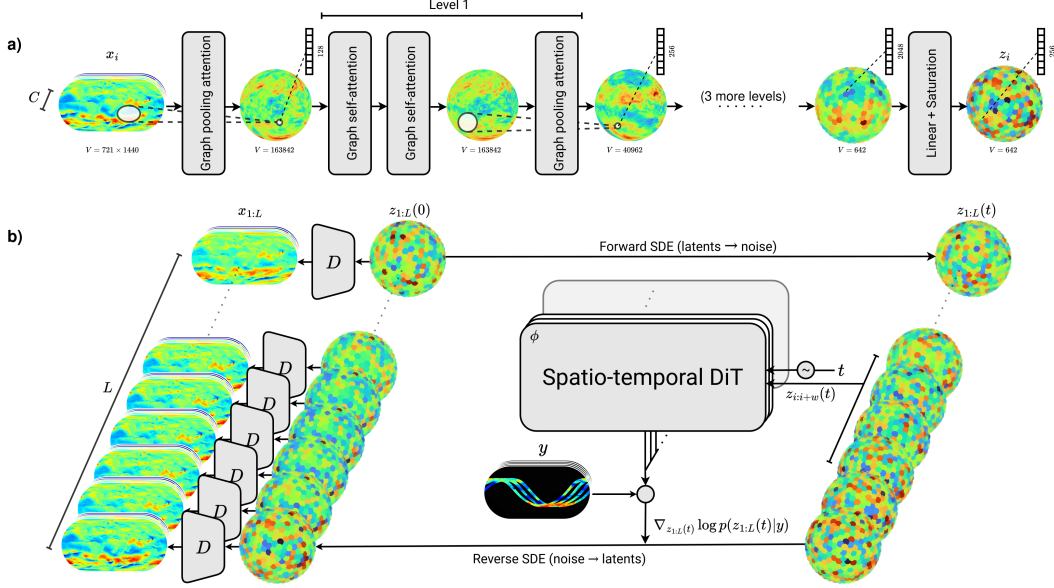 Level 1
a)
x_i
C
V = 721 × 1440
Graph pooling attention
128
V = 163842
Graph self-attention
Graph self-attention
V = 163842
Graph pooling attention
256
V = 40962
(3 more levels)
2048
V = 642
Linear + Saturation
z_i
256
V = 642
b)
x_{1:L}
z_{1:L}(0)
z_{1:L}(t)
D
Forward SDE (latents → noise)
L
D
D
D
D
D
D
ϕ
Spatio-temporal DiT
~
t
z_{i:i+w}(t)
y
∇_{z_{1:L}(t)} log p(z_{1:L}(t)|y)
Reverse SDE (noise → latents)